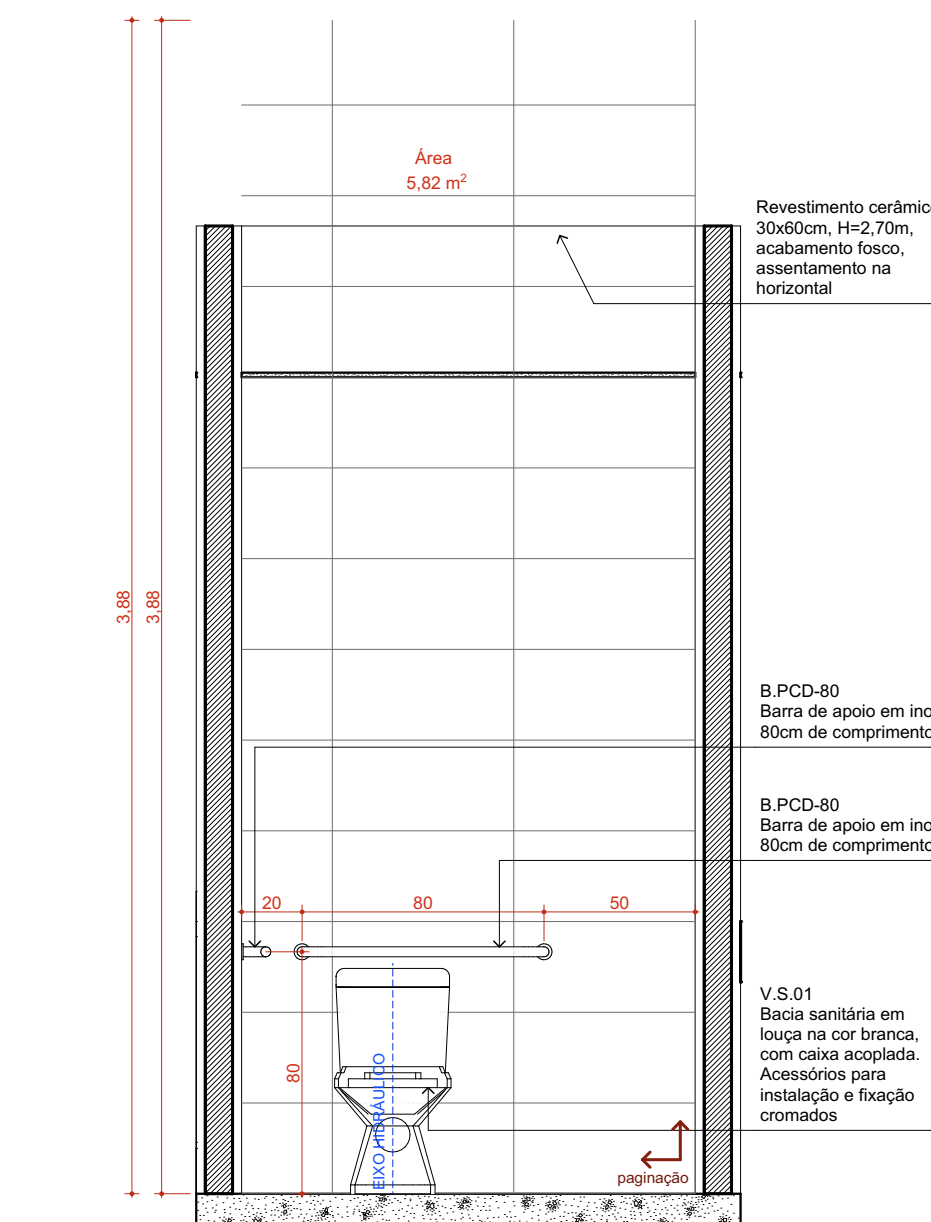 Área
5,82 m²
Revestimento cerâmico
30x60cm, H=2,70m,
acabamento fosco,
assentamento na
horizontal
3,88
3,88
B.PCD-80
Barra de apoio em ino
80cm de comprimento
B.PCD-80
Barra de apoio em ino
80cm de comprimento
20
80
50
V.S.01
Bacia sanitária em
louça na cor branca,
com caixa acoplada.
Acessórios para
instalação e fixação
cromados
80
EIXO HIDRÁULICO
paginação